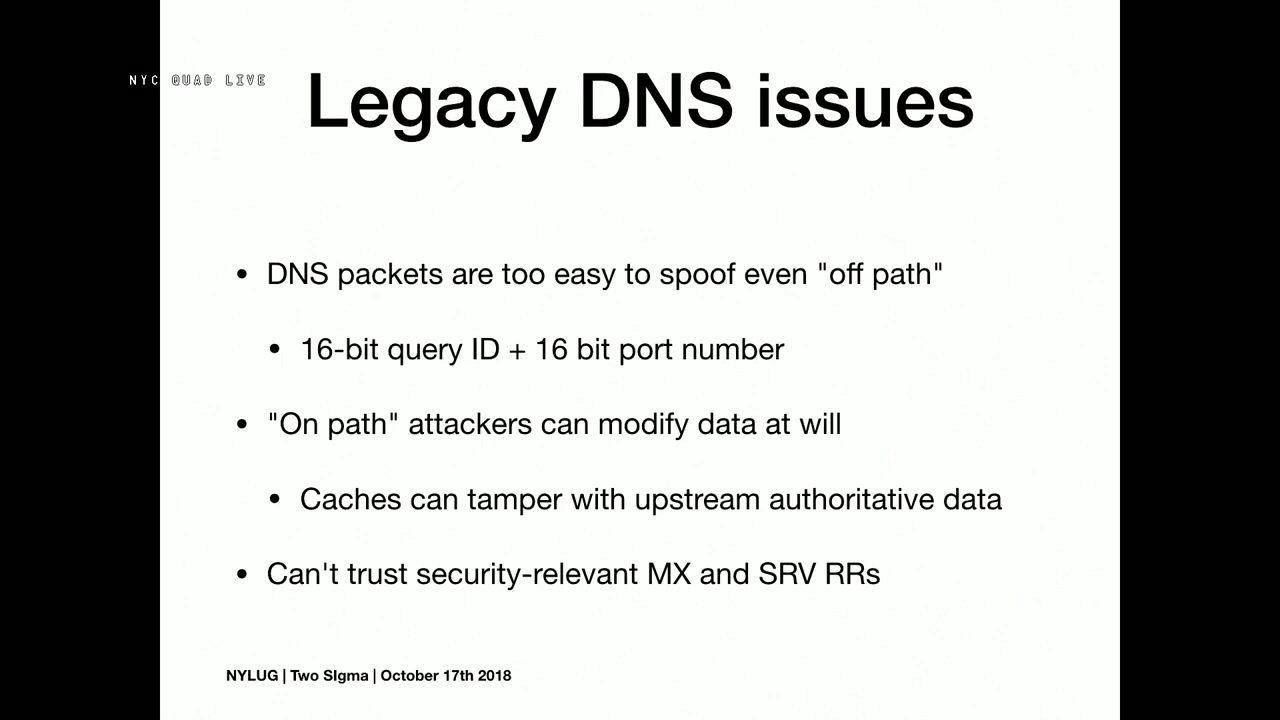 NYC QUAD LIVE
Legacy DNS issues
• DNS packets are too easy to spoof even "off path"
• 16-bit query ID + 16 bit port number
• "On path" attackers can modify data at will
• Caches can tamper with upstream authoritative data
• Can't trust security-relevant MX and SRV RRs
NYLUG | Two SIgma | October 17th 2018